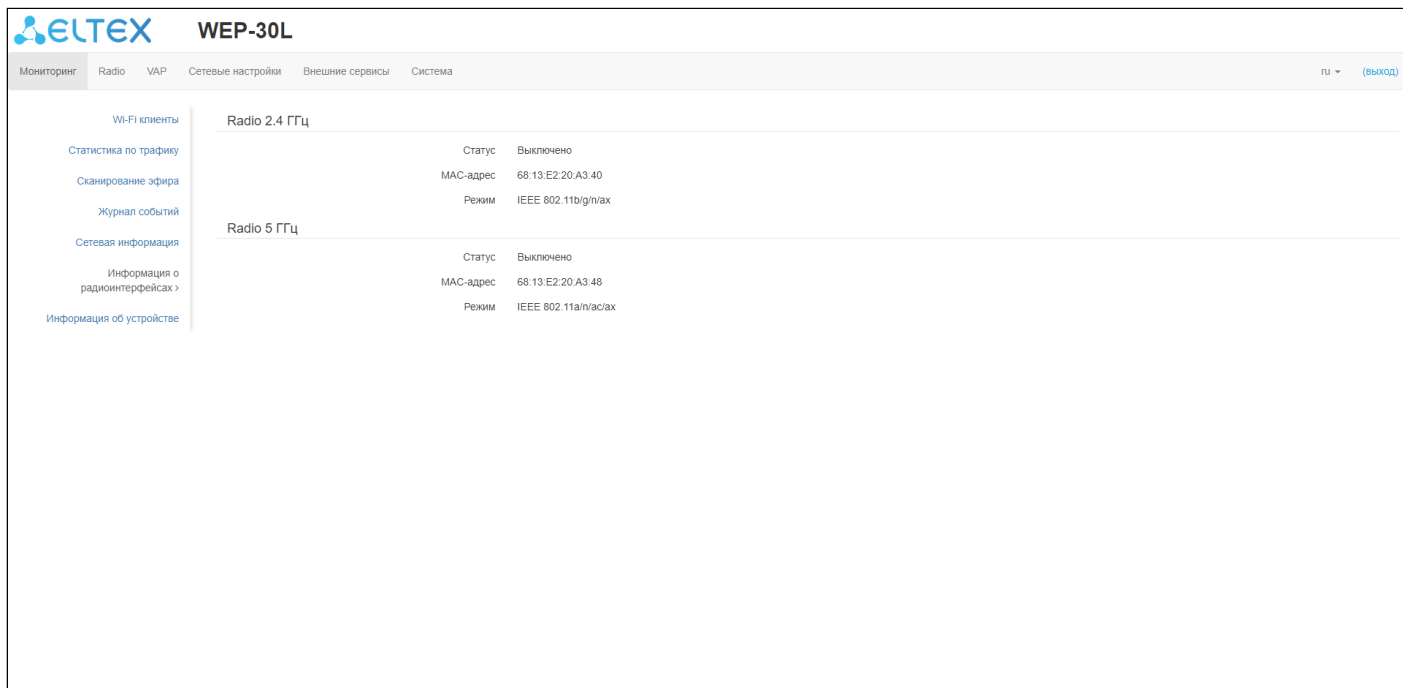 ELTEX WEP-30L
Мониторинг Radio VAP Сетевые настройки Внешние сервисы Система ru (выход)
Wi-Fi клиенты
Статистика по трафику
Сканирование эфира
Журнал событий
Сетевая информация
Информация о
радиоинтерфейсах >
Информация об устройстве
Radio 2.4 ГГц
Статус Выключено
MAC-адрес 68:13:E2:20:A3:40
Режим IEEE 802.11b/g/n/ax
Radio 5 ГГц
Статус Выключено
MAC-адрес 68:13:E2:20:A3:48
Режим IEEE 802.11a/n/ac/ax